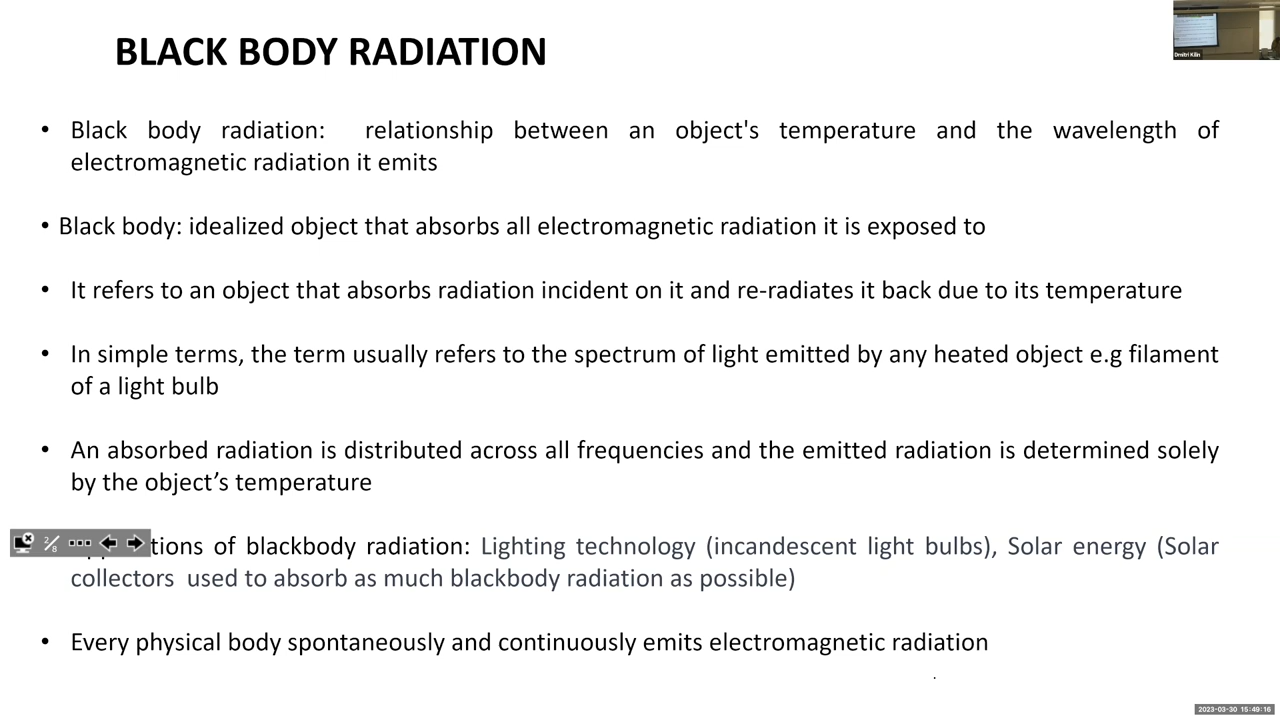 BLACK BODY RADIATION
Dmitri Klin
• Black body radiation: relationship between an object's temperature and the wavelength of
electromagnetic radiation it emits
• Black body: idealized object that absorbs all electromagnetic radiation it is exposed to
• It refers to an object that absorbs radiation incident on it and re-radiates it back due to its temperature
• In simple terms, the term usually refers to the spectrum of light emitted by any heated object e.g filament
of a light bulb
• An absorbed radiation is distributed across all frequencies and the emitted radiation is determined solely
by the object’s temperature
2/8
of blackbody radiation: Lighting technology (incandescent light bulbs), Solar energy (Solar
collectors used to absorb as much blackbody radiation as possible)
• Every physical body spontaneously and continuously emits electromagnetic radiation
.
2023-03-30 15:49:16